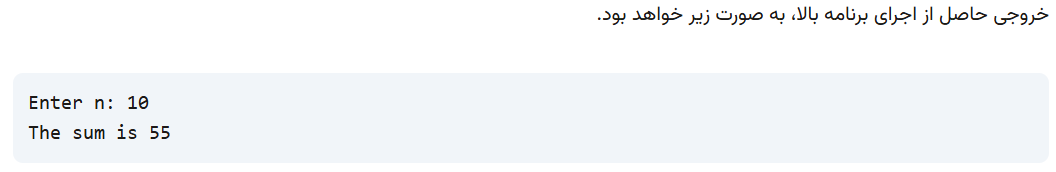 خروجی حاصل از اجرای برنامه بالا، به صورت زیر خواهد بود.
Enter n: 10
The sum is 55